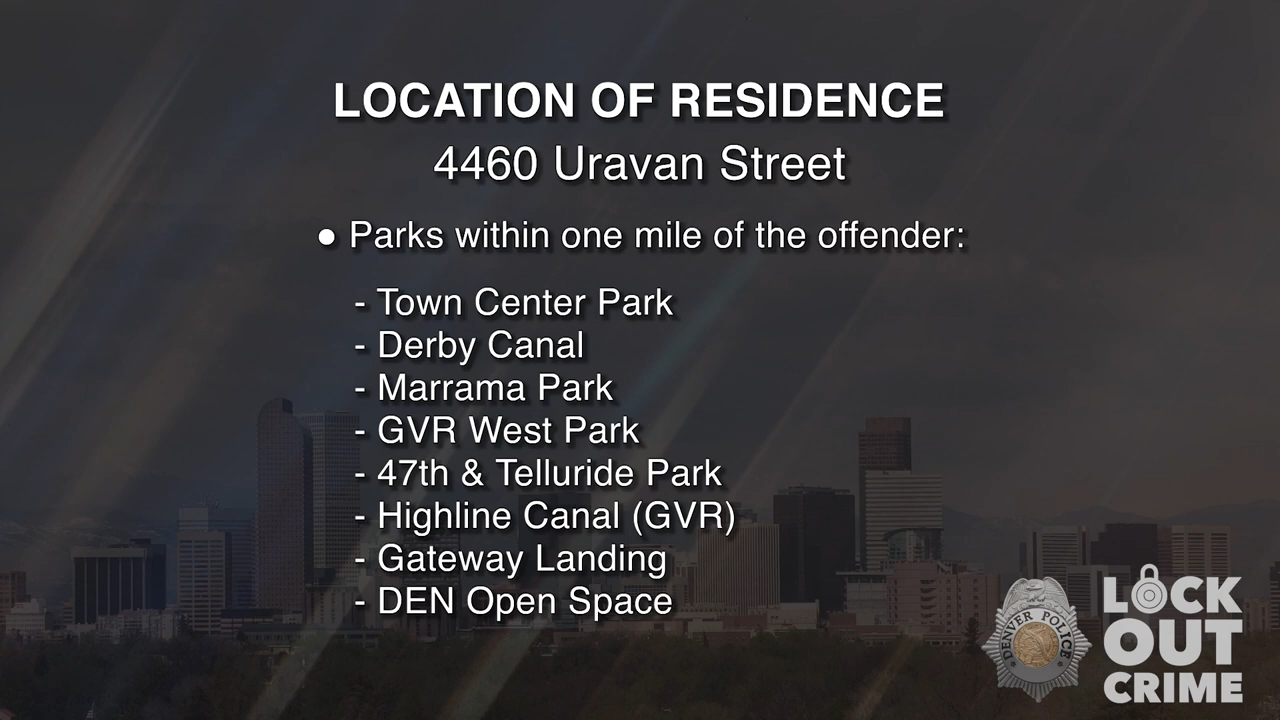 LOCATION OF RESIDENCE
4460 Uravan Street
● Parks within one mile of the offender:
- Town Center Park
- Derby Canal
- Marrama Park
- GVR West Park
- 47th & Telluride Park
- Highline Canal (GVR)
- Gateway Landing
- DEN Open Space
DENVER POLICE
LOCK
OUT
CRIME